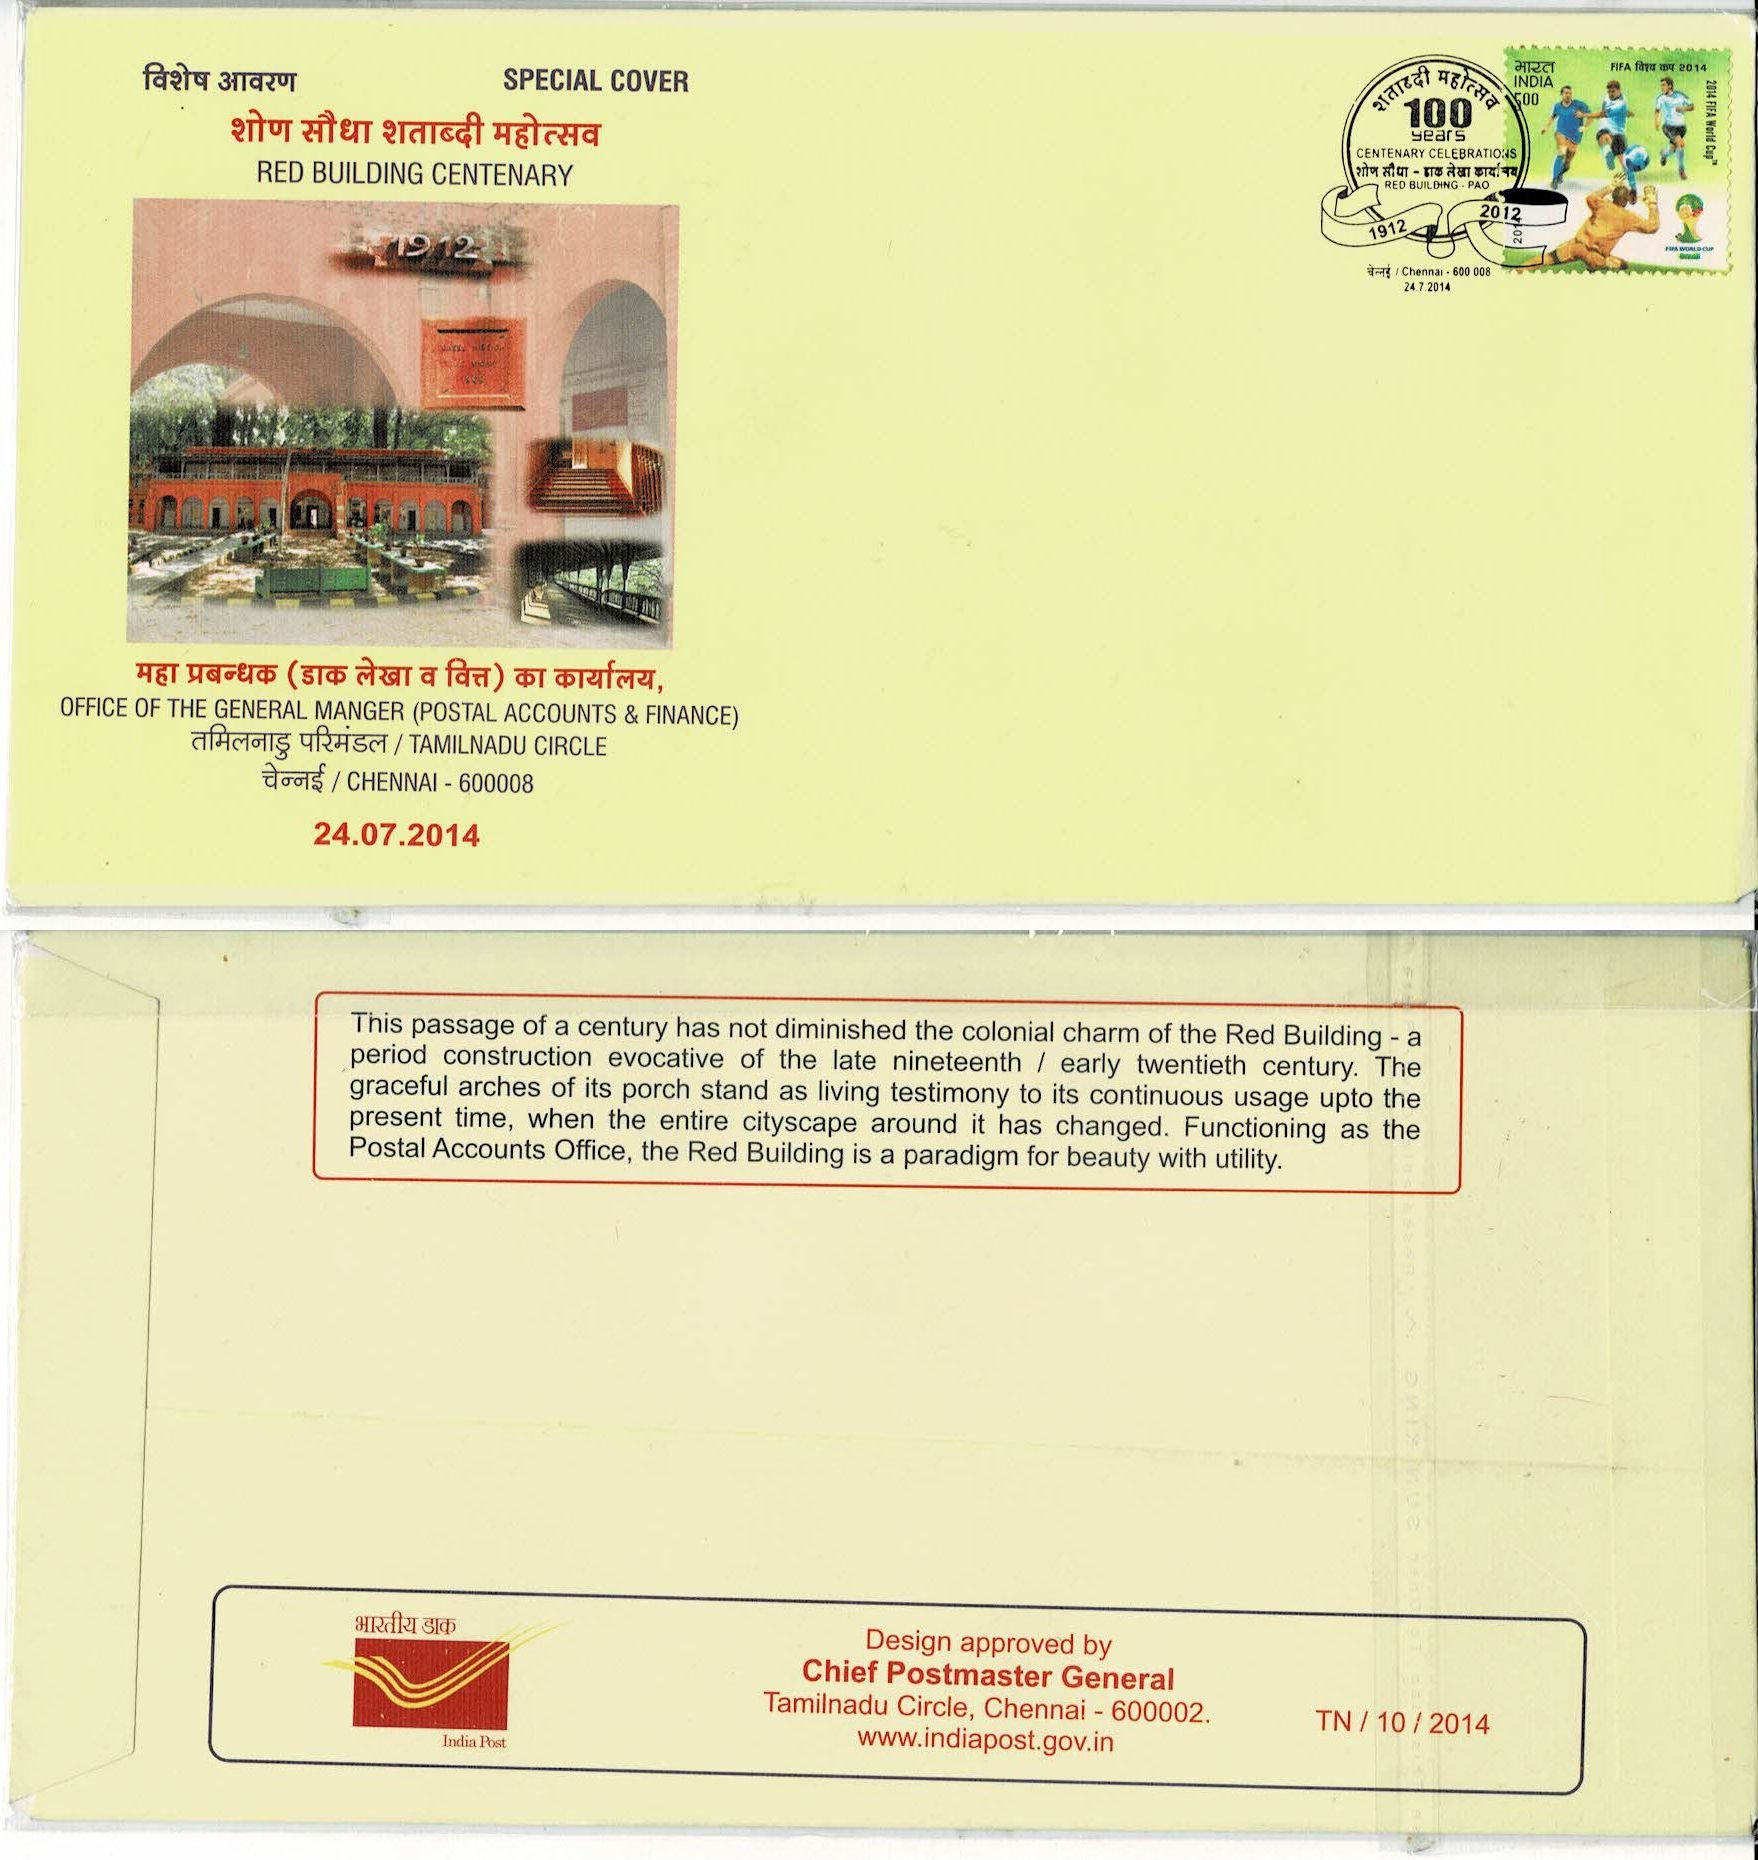 विशेष आवरण
SPECIAL COVER
शोण सौधा शताब्दी महोत्सव
RED BUILDING CENTENARY
1912
महा प्रबन्धक (डाक लेखा व वित्त) का कार्यालय,
OFFICE OF THE GENERAL MANGER (POSTAL ACCOUNTS & FINANCE)
तमिलनाडु परिमंडल / TAMILNADU CIRCLE
चेन्नई / CHENNAI - 600008
24.07.2014
शताब्दी महोत्सव
100
years
CENTENARY CELEBRATIONS
शोण सौधा - डाक लेखा
RED BUILDING - PAO
1912
2012
चेन्नई / Chennai - 600 008
24.7.2014
भारत
INDIA
500
FIFA विश्व कप 2014
2014 FIFA World Cup™
FIFA WORLD CUP
This passage of a century has not diminished the colonial charm of the Red Building - a
period construction evocative of the late nineteenth / early twentieth century. The
graceful arches of its porch stand as living testimony to its continuous usage upto the
present time, when the entire cityscape around it has changed. Functioning as the
Postal Accounts Office, the Red Building is a paradigm for beauty with utility.
भारतीय डाक
India Post
Design approved by
Chief Postmaster General
Tamilnadu Circle, Chennai - 600002.
www.indiapost.gov.in
TN / 10 / 2014